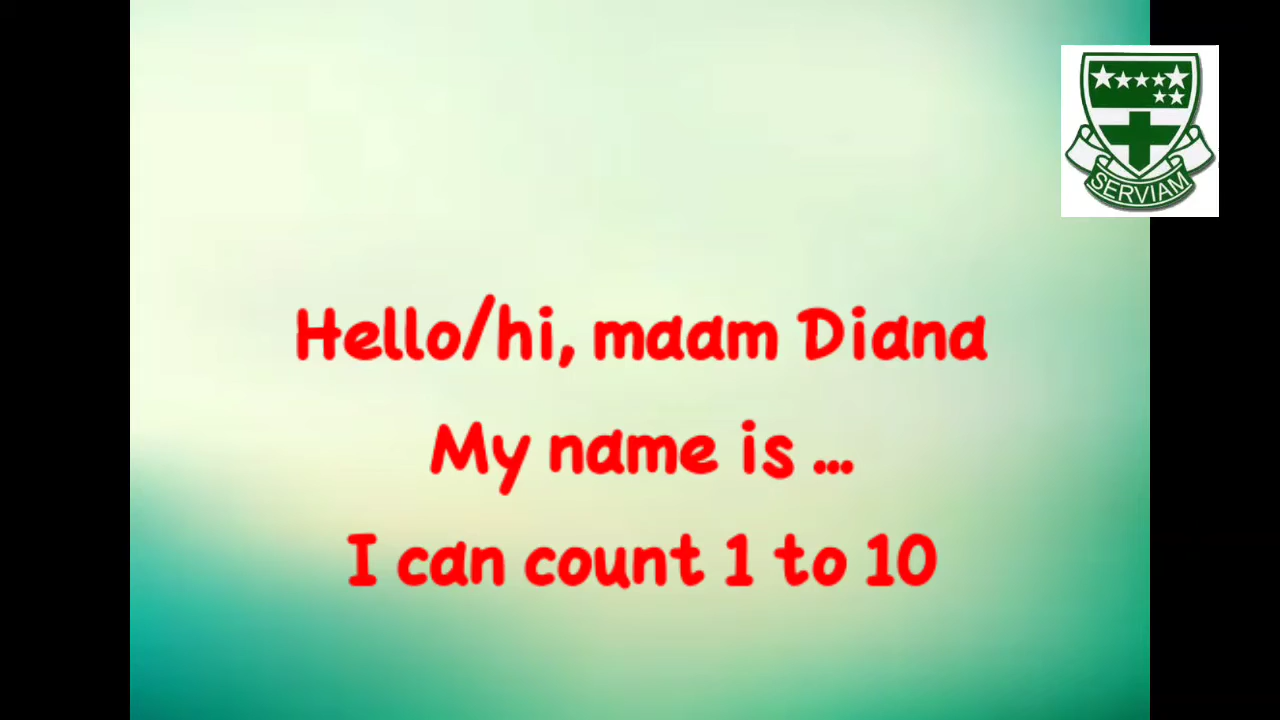 SERVIAM
Hello/hi, maam Diana
My name is ...
I can count 1 to 10